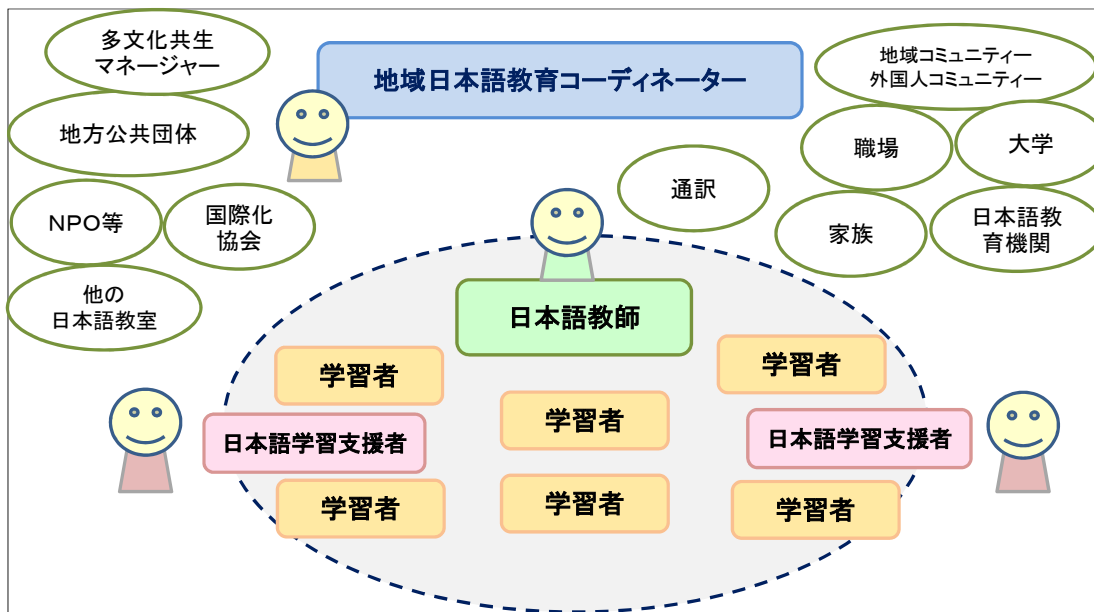 多文化共生
マネージャー
地域日本語教育コーディネーター
地域コミュニティー
外国人コミュニティー
地方公共団体
職場
大学
通訳
NPO等
国際化
協会
家族
日本語教
育機関
他の
日本語教室
日本語教師
学習者
学習者
学習者
日本語学習支援者
日本語学習支援者
学習者
学習者
学習者